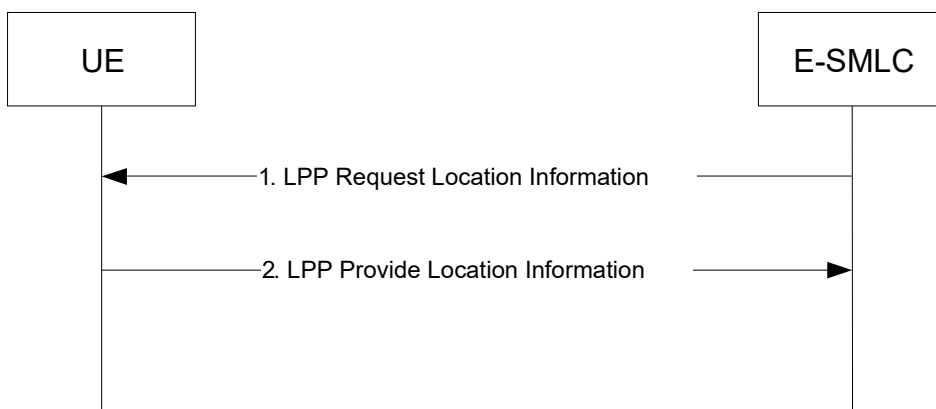 UE
E-SMLC
1. LPP Request Location Information
2. LPP Provide Location Information